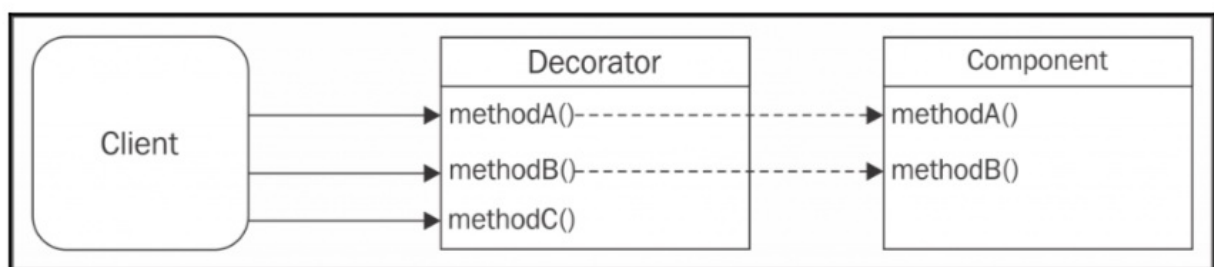 Client
Decorator
methodA()
methodB()
methodC()
Component
methodA()
methodB()